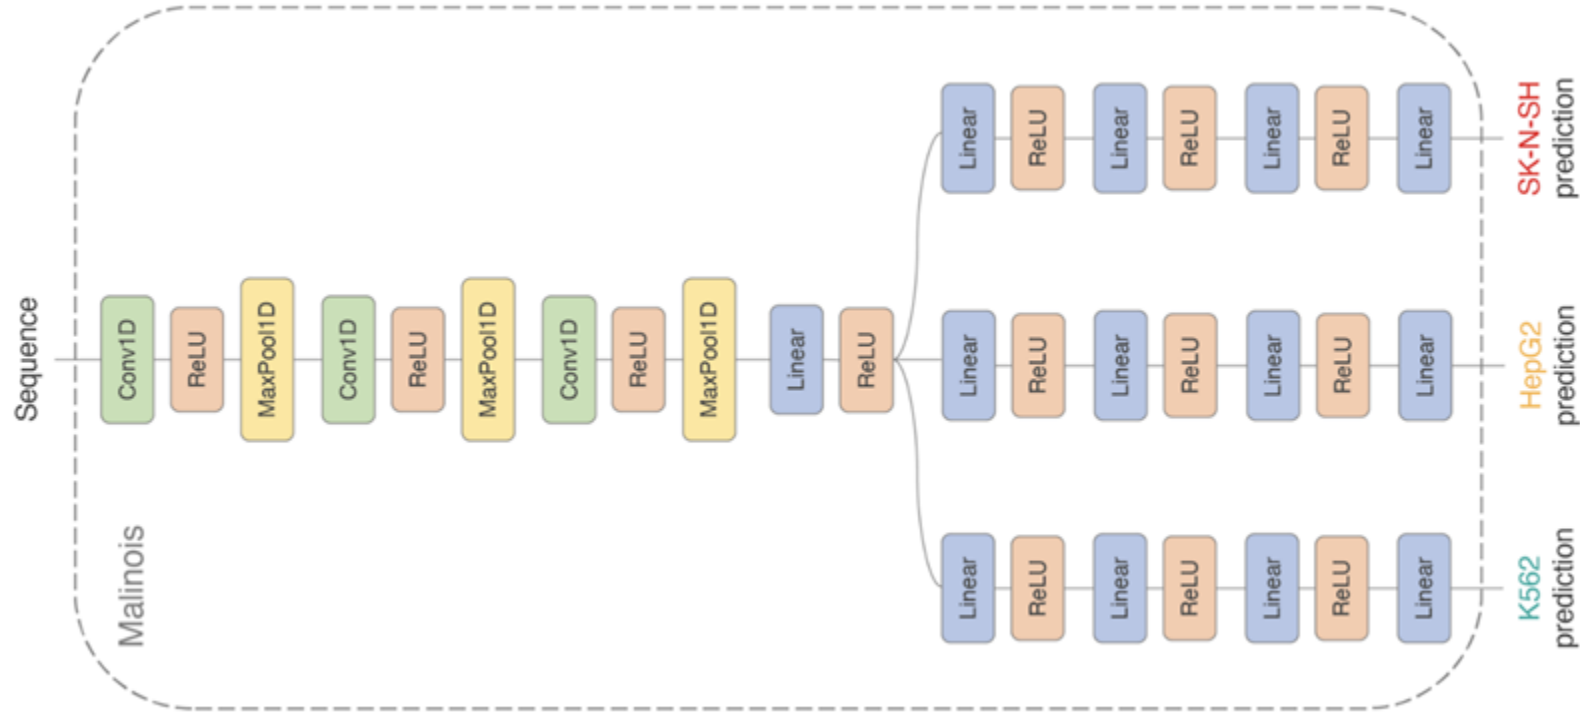 Sequence
Malinois
Conv1D
ReLU
MaxPool1D
Conv1D
ReLU
MaxPool1D
Conv1D
ReLU
MaxPool1D
Linear
ReLU
Linear
ReLU
Linear
ReLU
Linear
ReLU
Linear
K562
prediction
Linear
ReLU
Linear
ReLU
Linear
ReLU
Linear
HepG2
prediction
Linear
ReLU
Linear
ReLU
Linear
ReLU
Linear
SK-N-SH
prediction